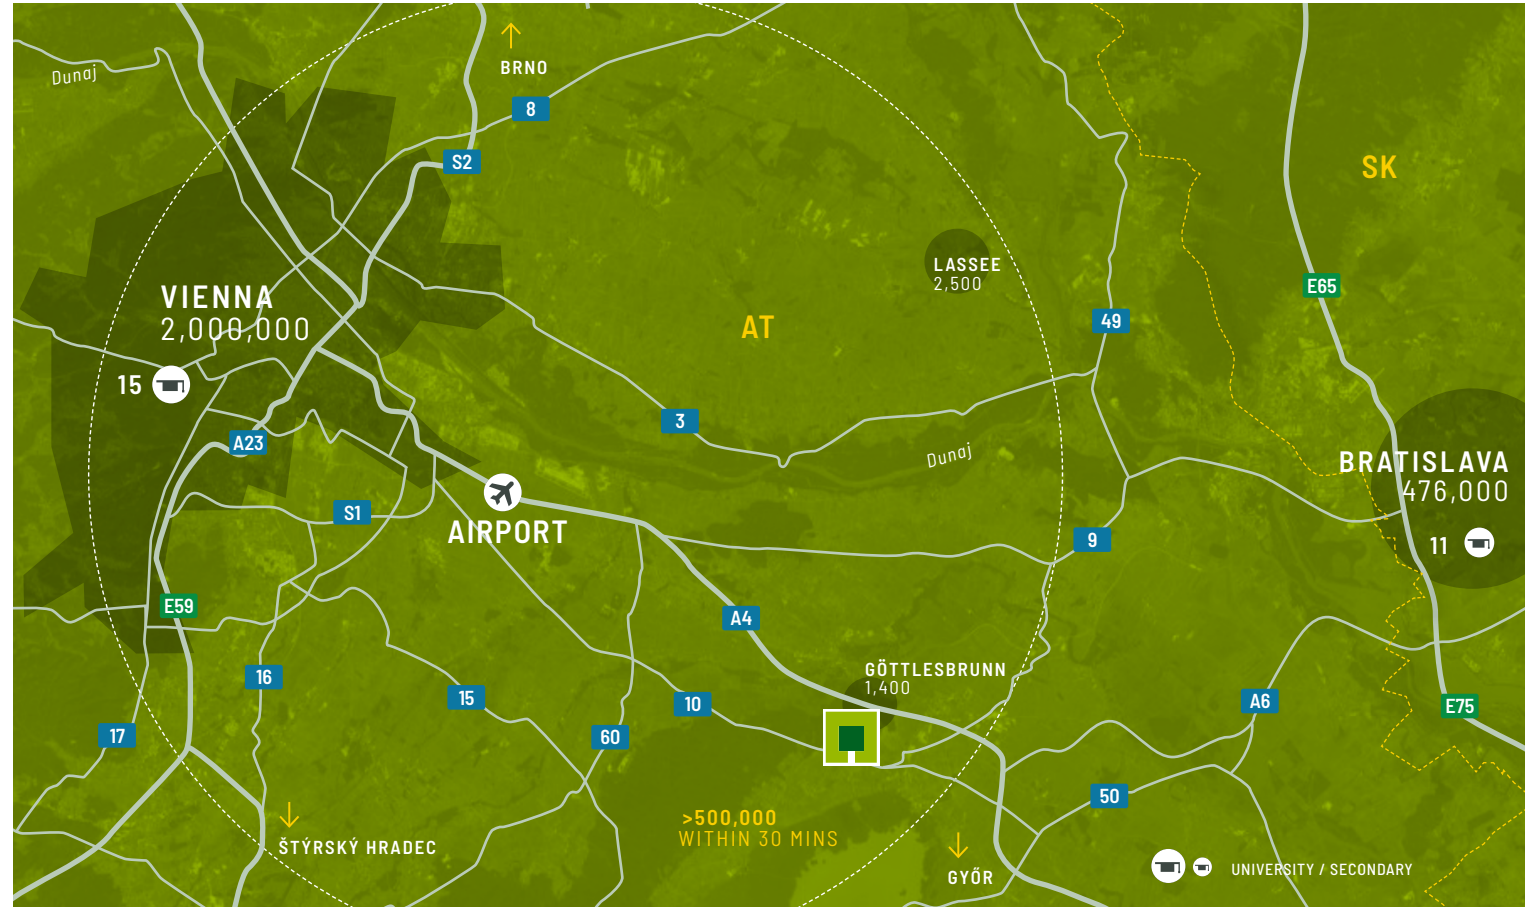 Dunaj
BRNO
8
S2
SK
LASSEE
2,500
E65
VIENNA
2,000,000
AT
49
15
3
A23
Dunaj
BRATISLAVA
476,000
S1
AIRPORT
9
11
E59
A4
16
15
10
GÖTTLESBRUNN
1,400
A6
E75
17
60
50
>500,000
WITHIN 30 MINS
ŠTÝRSKÝ HRADEC
GYŐR
UNIVERSITY / SECONDARY